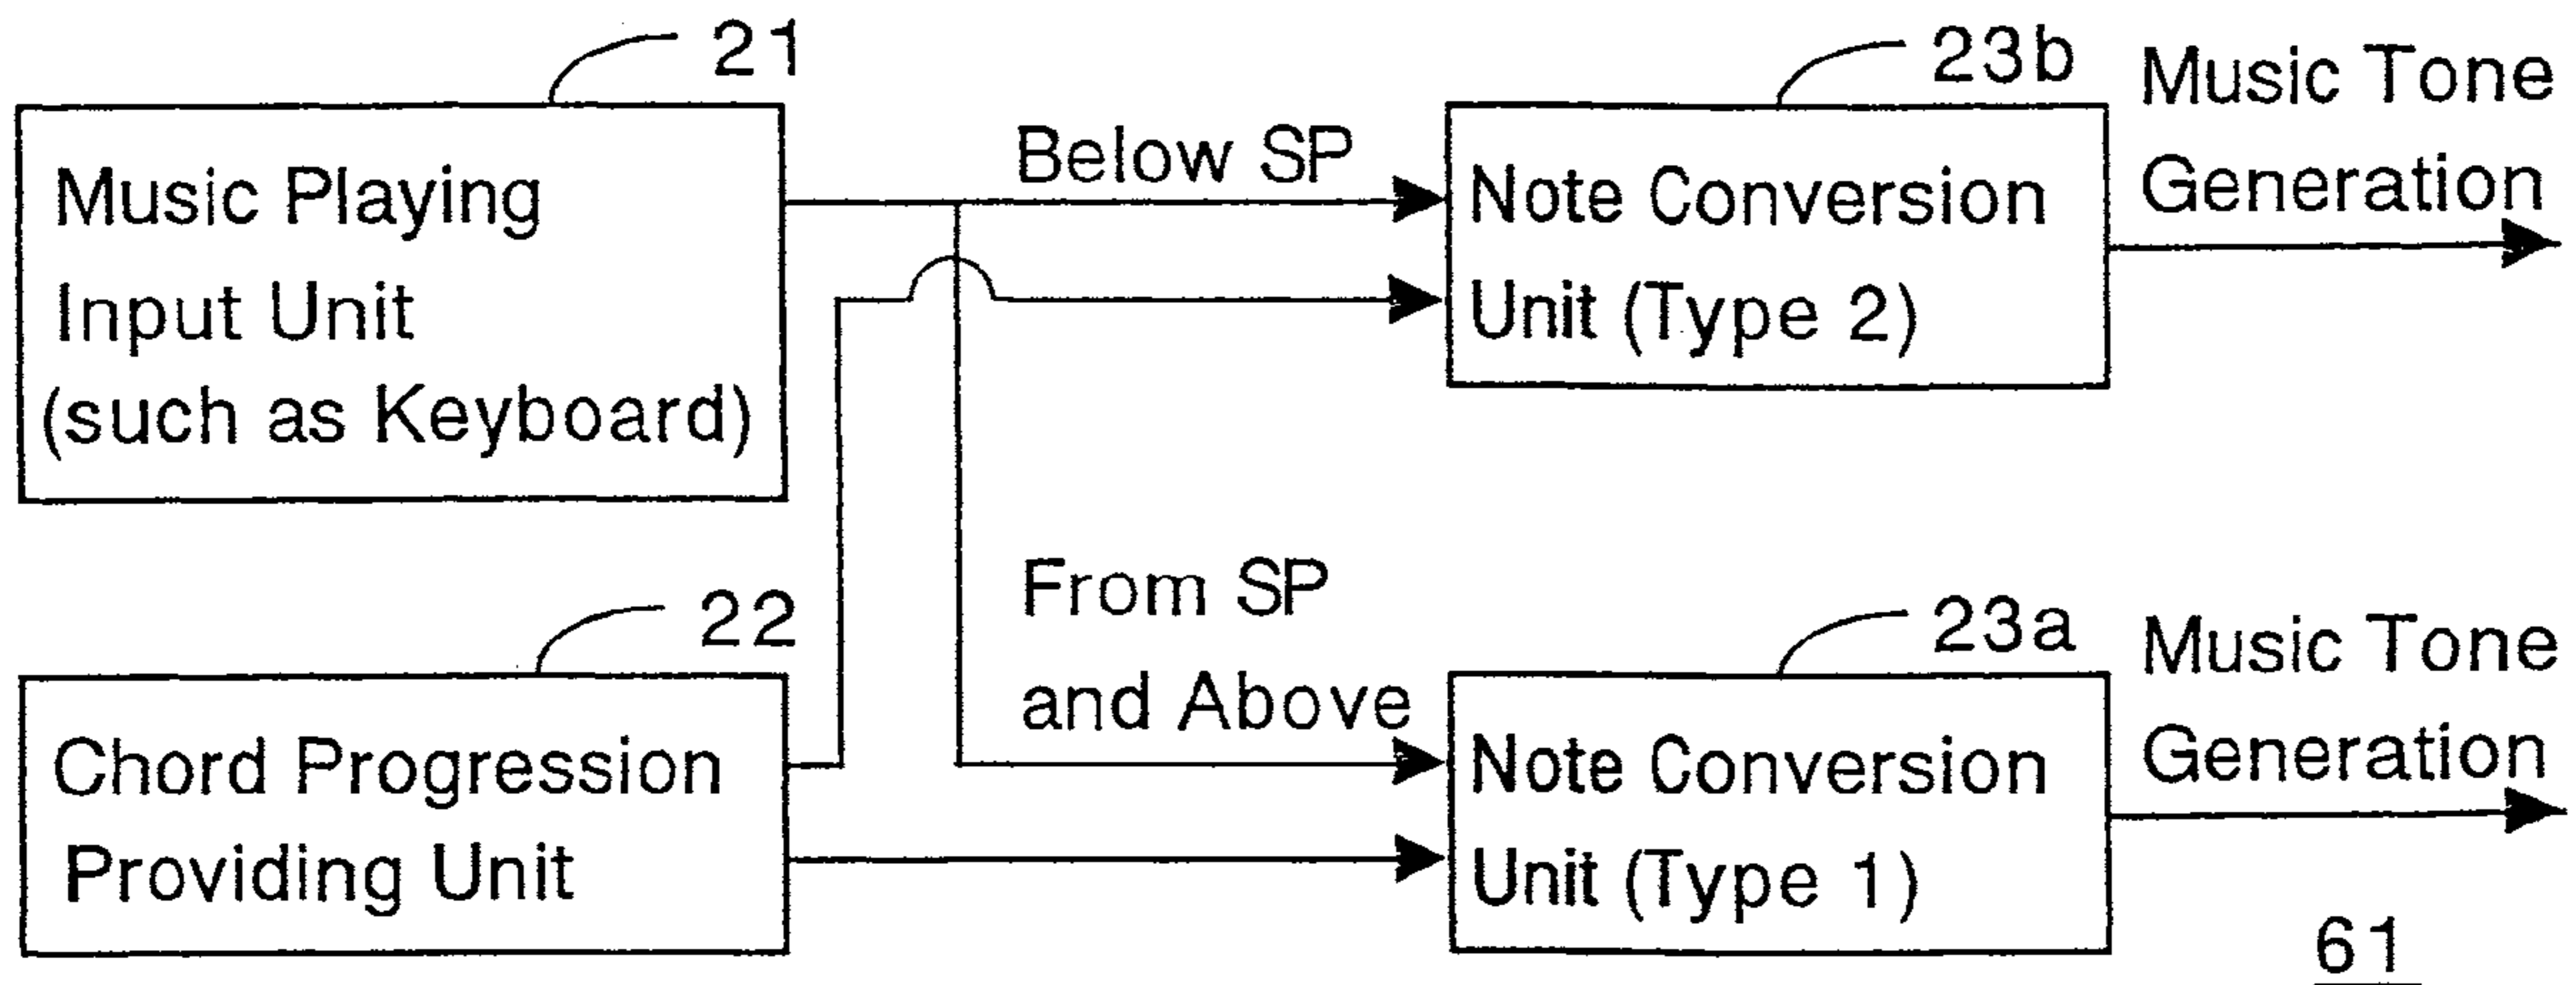 21
Music Playing
Input Unit
(such as Keyboard)
Below SP
23b
Note Conversion
Unit (Type 2)
Music Tone
Generation
22
Chord Progression
Providing Unit
From SP
and Above
23a
Note Conversion
Unit (Type 1)
Music Tone
Generation
61